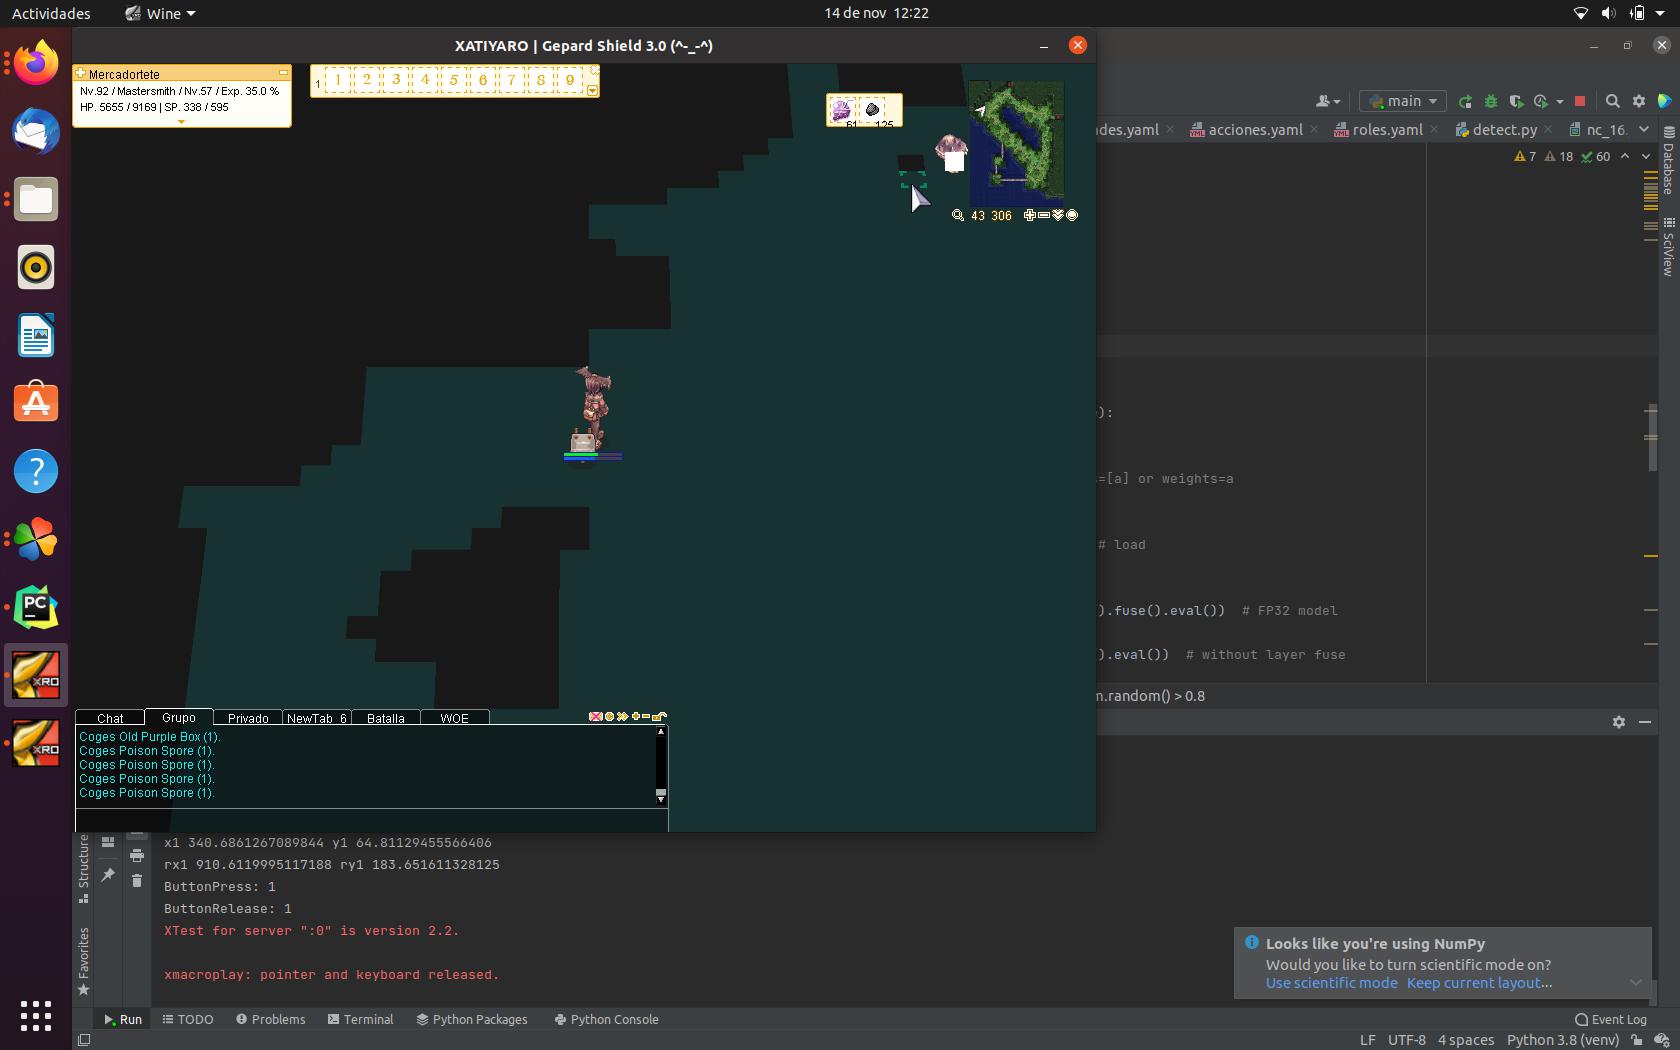 Actividades
Wine
14 de nov 12:22
XATIYARO | Gepard Shield 3.0 (^-_-^)
Mercadortete
Nv.92 / Mastersmith / Nv.57 / Exp. 35.0 %
HP. 5655 / 9169 | SP. 338 / 595
1
1 2 3 4 5 6 7 8 9
61 125
43 306
main
des.yaml
acciones.yaml
roles.yaml
detect.py
nc_16.
7 18 60
Database
SciView
):
=[a] or weights=a
# load
).fuse().eval()) # FP32 model
).eval()) # without layer fuse
m.random() > 0.8
XRO
XRO
PC
Chat Grupo Privado NewTab_6 Batalla WOE
Coges Old Purple Box (1).
Coges Poison Spore (1).
Coges Poison Spore (1).
Coges Poison Spore (1).
Coges Poison Spore (1).
Structure
Favorites
x1 340.6861267089844 y1 64.81129455566406
rx1 910.6119995117188 ry1 183.651611328125
ButtonPress: 1
ButtonRelease: 1
XTest for server ":0" is version 2.2.
xmacroplay: pointer and keyboard released.
Looks like you're using NumPy
Would you like to turn scientific mode on?
Use scientific mode Keep current layout...
Run TODO Problems Terminal Python Packages Python Console Event Log
LF UTF-8 4 spaces Python 3.8 (venv)